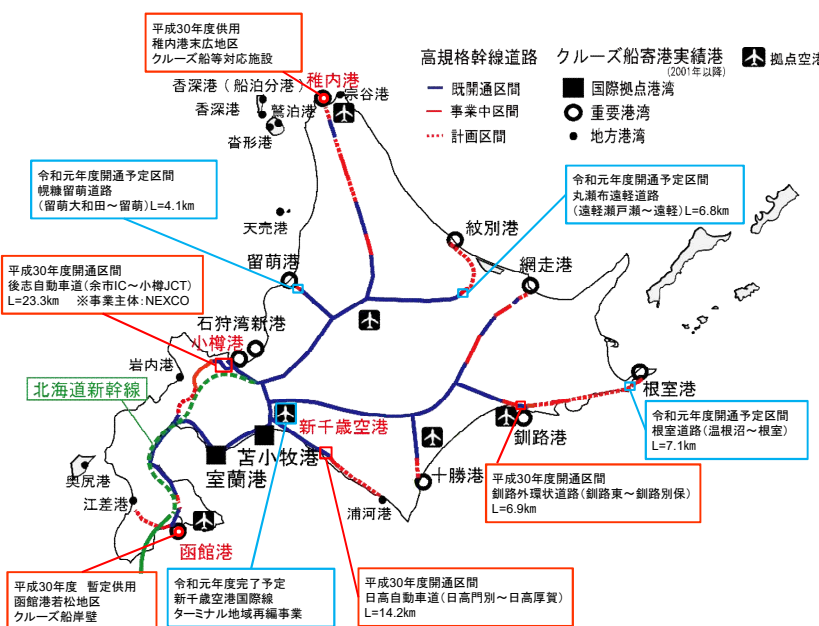 平成30年度供用
稚内港末広地区
クルーズ船等対応施設
高規格幹線道路
既開通区間
事業中区間
計画区間
クルーズ船寄港実績港
(2001年以降)
国際拠点港湾
重要港湾
地方港湾
拠点空港
香深港(船泊分港)
稚内港
宗谷港
香深港
鴛泊港
沓形港
令和元年度開通予定区間
幌糠留萌道路
(留萌大和田～留萌)L=4.1km
令和元年度開通予定区間
丸瀬布遠軽道路
(遠軽瀬戸瀬～遠軽)L=6.8km
天売港
紋別港
留萌港
網走港
平成30年度開通区間
後志自動車道(余市IC～小樽JCT)
L=23.3km　※事業主体:NEXCO
石狩湾新港
小樽港
岩内港
北海道新幹線
根室港
新千歳空港
釧路港
令和元年度開通予定区間
根室道路(温根沼～根室)
L=7.1km
苫小牧港
室蘭港
十勝港
奥尻港
江差港
浦河港
平成30年度開通区間
釧路外環状道路(釧路東～釧路別保)
L=6.9km
函館港
平成30年度　暫定供用
函館港若松地区
クルーズ船岸壁
令和元年度完了予定
新千歳空港国際線
ターミナル地域再編事業
平成30年度開通区間
日高自動車道(日高門別～日高厚賀)
L=14.2km